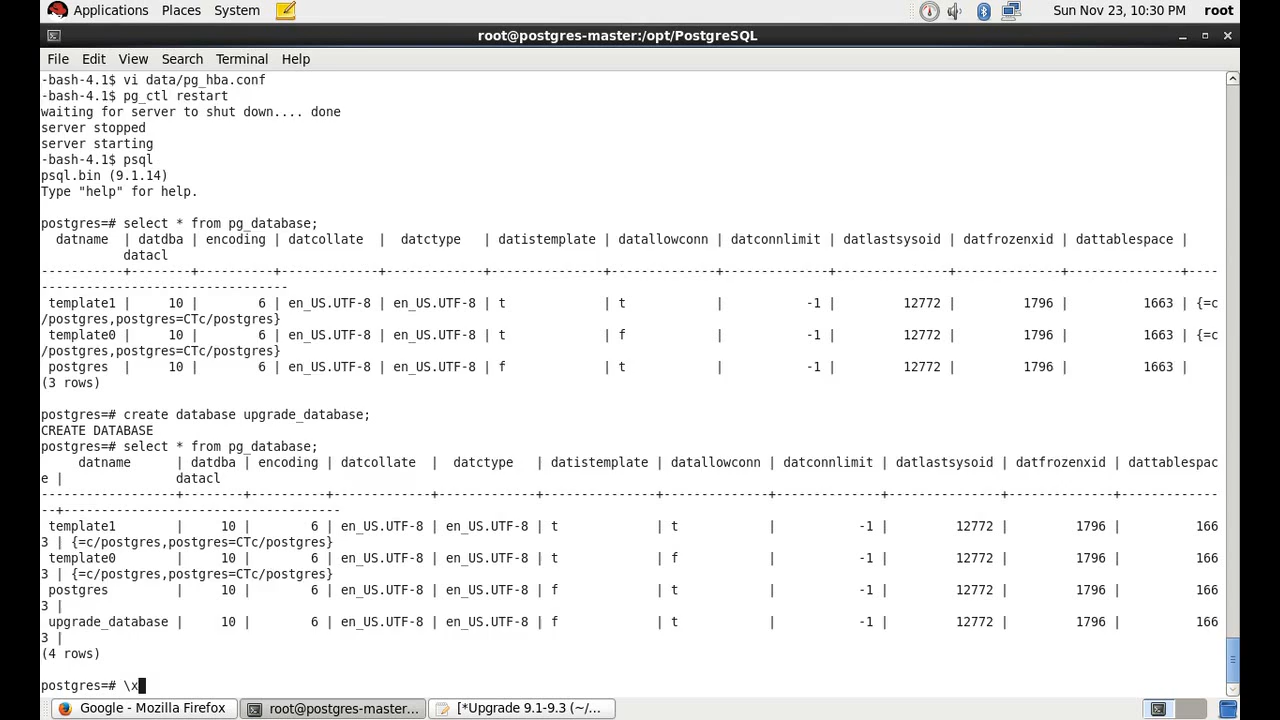 Applications Places System Sun Nov 23, 10:30 PM root
root@postgres-master:/opt/PostgreSQL
File Edit View Search Terminal Help
-bash-4.1$ vi data/pg_hba.conf
-bash-4.1$ pg_ctl restart
waiting for server to shut down.... done
server stopped
server starting
-bash-4.1$ psql
psql.bin (9.1.14)
Type "help" for help.
postgres=# select * from pg_database;
  datname  | datdba | encoding | datcollate  |  datctype   | datistemplate | datallowconn | datconnlimit | datlastsysoid | datfrozenxid | dattablespace |
           datacl
-----------+--------+----------+-------------+-------------+---------------+--------------+--------------+---------------+--------------+---------------+----
---------------------------------
 template1 |     10 |        6 | en_US.UTF-8 | en_US.UTF-8 | t             | t            |           -1 |         12772 |         1796 |          1663 | {=c
/postgres,postgres=CTc/postgres}
 template0 |     10 |        6 | en_US.UTF-8 | en_US.UTF-8 | t             | f            |           -1 |         12772 |         1796 |          1663 | {=c
/postgres,postgres=CTc/postgres}
 postgres  |     10 |        6 | en_US.UTF-8 | en_US.UTF-8 | f             | t            |           -1 |         12772 |         1796 |          1663 |
(3 rows)
postgres=# create database upgrade_database;
CREATE DATABASE
postgres=# select * from pg_database;
     datname      | datdba | encoding | datcollate  |  datctype   | datistemplate | datallowconn | datconnlimit | datlastsysoid | datfrozenxid | dattablespac
e |               datacl
------------------+--------+----------+-------------+-------------+---------------+--------------+--------------+---------------+--------------+-------------
--+-------------------------------------
 template1        |     10 |        6 | en_US.UTF-8 | en_US.UTF-8 | t             | t            |           -1 |         12772 |         1796 |          166
3 | {=c/postgres,postgres=CTc/postgres}
 template0        |     10 |        6 | en_US.UTF-8 | en_US.UTF-8 | t             | f            |           -1 |         12772 |         1796 |          166
3 | {=c/postgres,postgres=CTc/postgres}
 postgres         |     10 |        6 | en_US.UTF-8 | en_US.UTF-8 | f             | t            |           -1 |         12772 |         1796 |          166
3 |
 upgrade_database |     10 |        6 | en_US.UTF-8 | en_US.UTF-8 | f             | t            |           -1 |         12772 |         1796 |          166
3 |
(4 rows)
postgres=# \x
Google - Mozilla Firefox root@postgres-master... [*Upgrade 9.1-9.3 (~/...